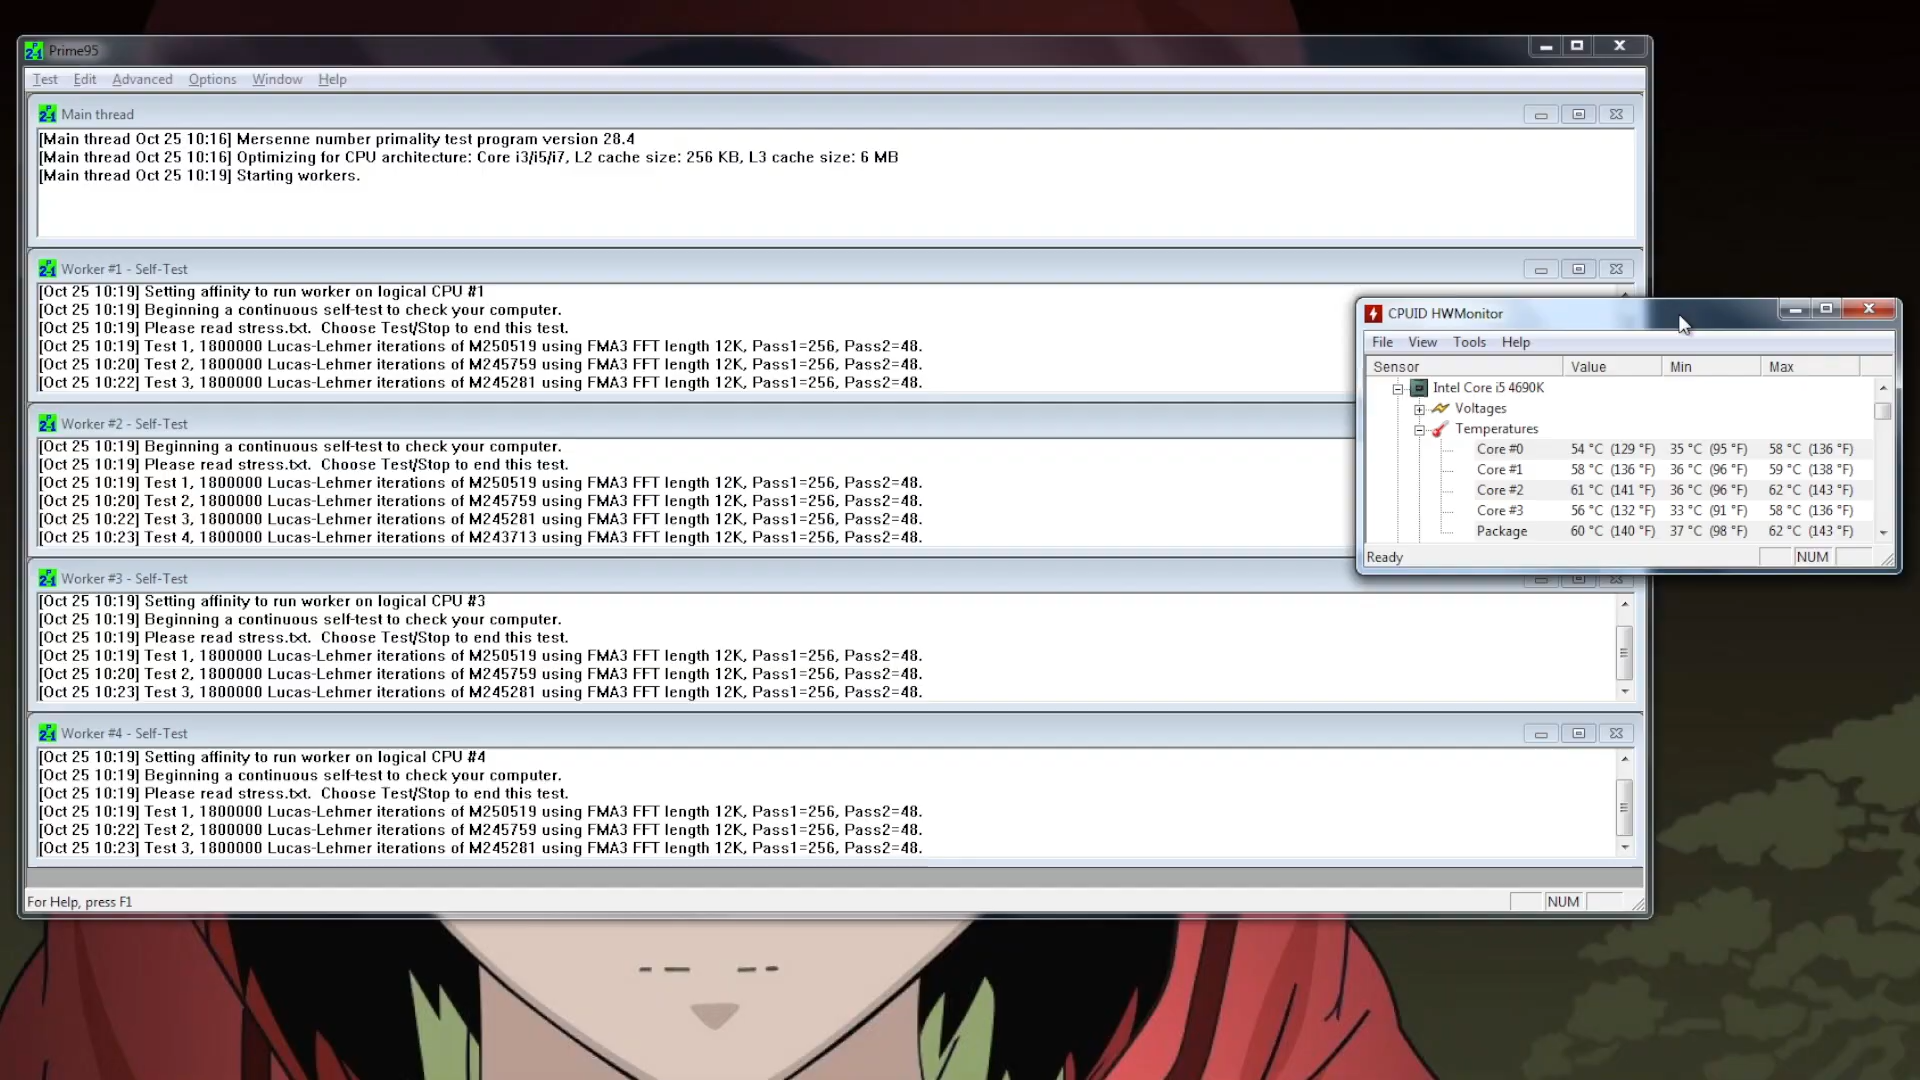 Prime95
Test Edit Advanced Options Window Help
Main thread
[Main thread Oct 25 10:16] Mersenne number primality test program version 28.4
[Main thread Oct 25 10:16] Optimizing for CPU architecture: Core i3/i5/i7, L2 cache size: 256 KB, L3 cache size: 6 MB
[Main thread Oct 25 10:19] Starting workers.
Worker #1 - Self-Test
[Oct 25 10:19] Setting affinity to run worker on logical CPU #1
[Oct 25 10:19] Beginning a continuous self-test to check your computer.
[Oct 25 10:19] Please read stress.txt.  Choose Test/Stop to end this test.
[Oct 25 10:19] Test 1, 1800000 Lucas-Lehmer iterations of M250519 using FMA3 FFT length 12K, Pass1=256, Pass2=48.
[Oct 25 10:20] Test 2, 1800000 Lucas-Lehmer iterations of M245759 using FMA3 FFT length 12K, Pass1=256, Pass2=48.
[Oct 25 10:22] Test 3, 1800000 Lucas-Lehmer iterations of M245281 using FMA3 FFT length 12K, Pass1=256, Pass2=48.
Worker #2 - Self-Test
[Oct 25 10:19] Beginning a continuous self-test to check your computer.
[Oct 25 10:19] Please read stress.txt.  Choose Test/Stop to end this test.
[Oct 25 10:19] Test 1, 1800000 Lucas-Lehmer iterations of M250519 using FMA3 FFT length 12K, Pass1=256, Pass2=48.
[Oct 25 10:20] Test 2, 1800000 Lucas-Lehmer iterations of M245759 using FMA3 FFT length 12K, Pass1=256, Pass2=48.
[Oct 25 10:22] Test 3, 1800000 Lucas-Lehmer iterations of M245281 using FMA3 FFT length 12K, Pass1=256, Pass2=48.
[Oct 25 10:23] Test 4, 1800000 Lucas-Lehmer iterations of M243713 using FMA3 FFT length 12K, Pass1=256, Pass2=48.
Worker #3 - Self-Test
[Oct 25 10:19] Setting affinity to run worker on logical CPU #3
[Oct 25 10:19] Beginning a continuous self-test to check your computer.
[Oct 25 10:19] Please read stress.txt.  Choose Test/Stop to end this test.
[Oct 25 10:19] Test 1, 1800000 Lucas-Lehmer iterations of M250519 using FMA3 FFT length 12K, Pass1=256, Pass2=48.
[Oct 25 10:20] Test 2, 1800000 Lucas-Lehmer iterations of M245759 using FMA3 FFT length 12K, Pass1=256, Pass2=48.
[Oct 25 10:23] Test 3, 1800000 Lucas-Lehmer iterations of M245281 using FMA3 FFT length 12K, Pass1=256, Pass2=48.
Worker #4 - Self-Test
[Oct 25 10:19] Setting affinity to run worker on logical CPU #4
[Oct 25 10:19] Beginning a continuous self-test to check your computer.
[Oct 25 10:19] Please read stress.txt.  Choose Test/Stop to end this test.
[Oct 25 10:19] Test 1, 1800000 Lucas-Lehmer iterations of M250519 using FMA3 FFT length 12K, Pass1=256, Pass2=48.
[Oct 25 10:22] Test 2, 1800000 Lucas-Lehmer iterations of M245759 using FMA3 FFT length 12K, Pass1=256, Pass2=48.
[Oct 25 10:23] Test 3, 1800000 Lucas-Lehmer iterations of M245281 using FMA3 FFT length 12K, Pass1=256, Pass2=48.
For Help, press F1 NUM
CPUID HWMonitor
File View Tools Help
Sensor Value Min Max
Intel Core i5 4690K
Voltages
Temperatures
Core #0 54 °C (129 °F) 35 °C (95 °F) 58 °C (136 °F)
Core #1 58 °C (136 °F) 36 °C (96 °F) 59 °C (138 °F)
Core #2 61 °C (141 °F) 36 °C (96 °F) 62 °C (143 °F)
Core #3 56 °C (132 °F) 33 °C (91 °F) 58 °C (136 °F)
Package 60 °C (140 °F) 37 °C (98 °F) 62 °C (143 °F)
Ready NUM